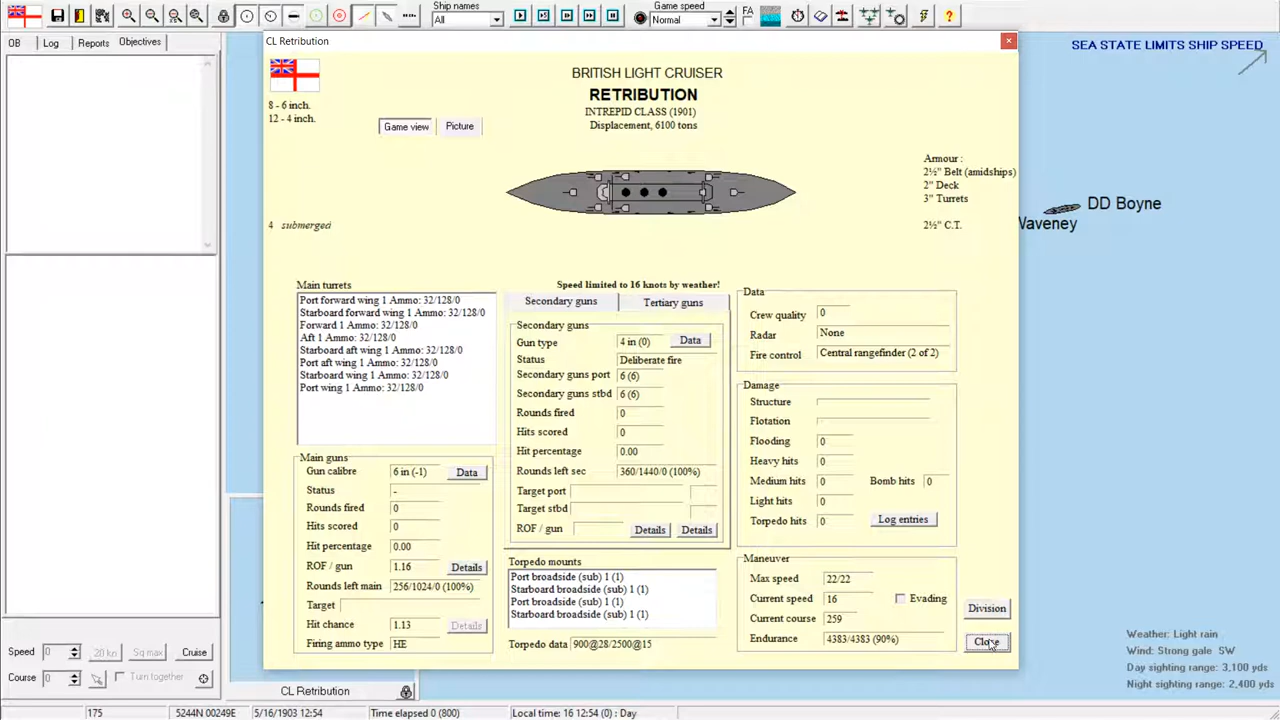 Ship names
All
Game speed
Normal
FA
OB
Log
Reports
Objectives
CL Retribution
SEA STATE LIMITS SHIP SPEED
BRITISH LIGHT CRUISER
RETRIBUTION
INTREPID CLASS (1901)
Displacement, 6100 tons
8 - 6 inch.
12 - 4 inch.
Game view
Picture
Armour :
2½" Belt (amidships)
2" Deck
3" Turrets
2½" C.T.
4 submerged
DD Boyne
Waveney
Speed limited to 16 knots by weather!
Main turrets
Port forward wing 1 Ammo: 32/128/0
Starboard forward wing: 32/128/0
Forward 1 Ammo: 32/128/0
Aft 1 Ammo: 32/128/0
Starboard aft wing 1 Ammo: 32/128/0
Port aft wing 1 Ammo: 32/128/0
Starboard wing 1 Ammo: 32/128/0
Port wing 1 Ammo: 32/128/0
Main guns
Gun calibre 6 in (-1) Data
Status -
Rounds fired 0
Hits scored 0
Hit percentage 0.00
ROF / gun 1.16 Details
Rounds left main 256/1024/0 (100%)
Target
Hit chance 1.13 Details
Firing ammo type HE
Secondary guns
Tertiary guns
Secondary guns
Gun type 4 in (0) Data
Status Deliberate fire
Secondary guns port 6 (6)
Secondary guns stbd 6 (6)
Rounds fired 0
Hits scored 0
Hit percentage 0.00
Rounds left sec 360/1440/0 (100%)
Target port
Target stbd
ROF / gun Details Details
Torpedo mounts
Port broadside (sub) 1 (1)
Starboard broadside (sub) 1 (1)
Port broadside (sub) 1 (1)
Starboard broadside (sub) 1 (1)
Torpedo data 900@28/2500@15
Data
Crew quality 0
Radar None
Fire control Central rangefinder (2 of 2)
Damage
Structure
Flotation
Flooding 0
Heavy hits 0
Medium hits 0 Bomb hits 0
Light hits 0
Torpedo hits 0 Log entries
Maneuver
Max speed 22/22
Current speed 16 Evading
Current course 259
Endurance 4383/4383 (90%)
Division
Close
Speed 0 20 kn Sq max Cruise
Course 0 Turn together
CL Retribution
Weather: Light rain
Wind: Strong gale SW
Day sighting range: 3,100 yds
Night sighting range: 2,400 yds
175
5244N 00249E
5/16/1903 12:54
Time elapsed 0 (800)
Local time: 16 12:54 (0) : Day